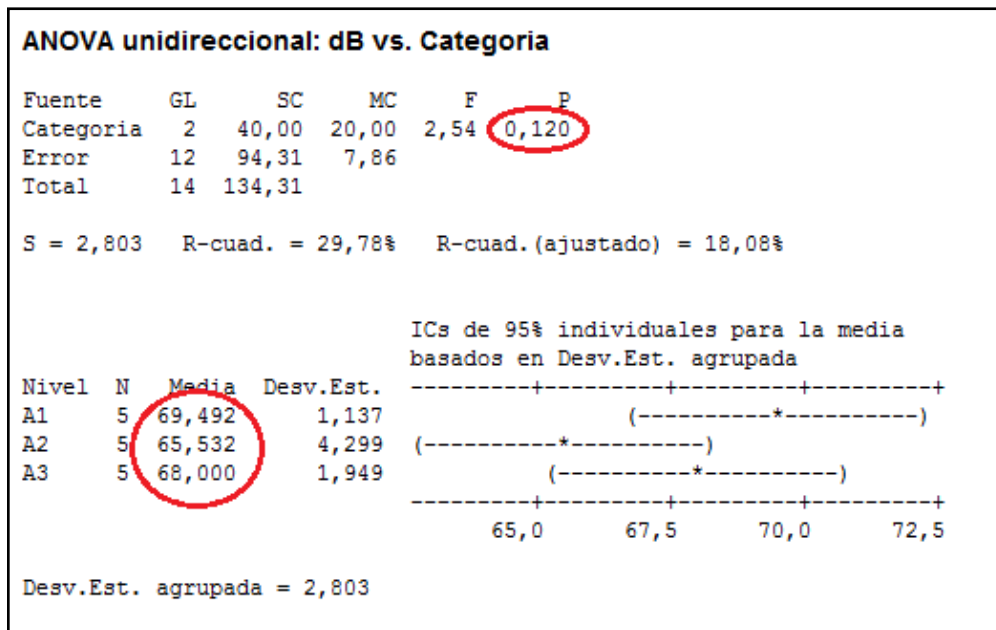 ANOVA unidireccional: dB vs. Categoria
Fuente GL SC MC F P
Categoria 2 40,00 20,00 2,54 0,120
Error 12 94,31 7,86
Total 14 134,31
S = 2,803 R-cuad. = 29,78% R-cuad.(ajustado) = 18,08%
ICs de 95% individuales para la media
basados en Desv.Est. agrupada
Nivel N Media Desv.Est. ---------+---------+---------+---------+
A1 5 69,492 1,137 (----------*----------)
A2 5 65,532 4,299 (----------*----------)
A3 5 68,000 1,949 (----------*----------)
---------+---------+---------+---------+
65,0 67,5 70,0 72,5
Desv.Est. agrupada = 2,803